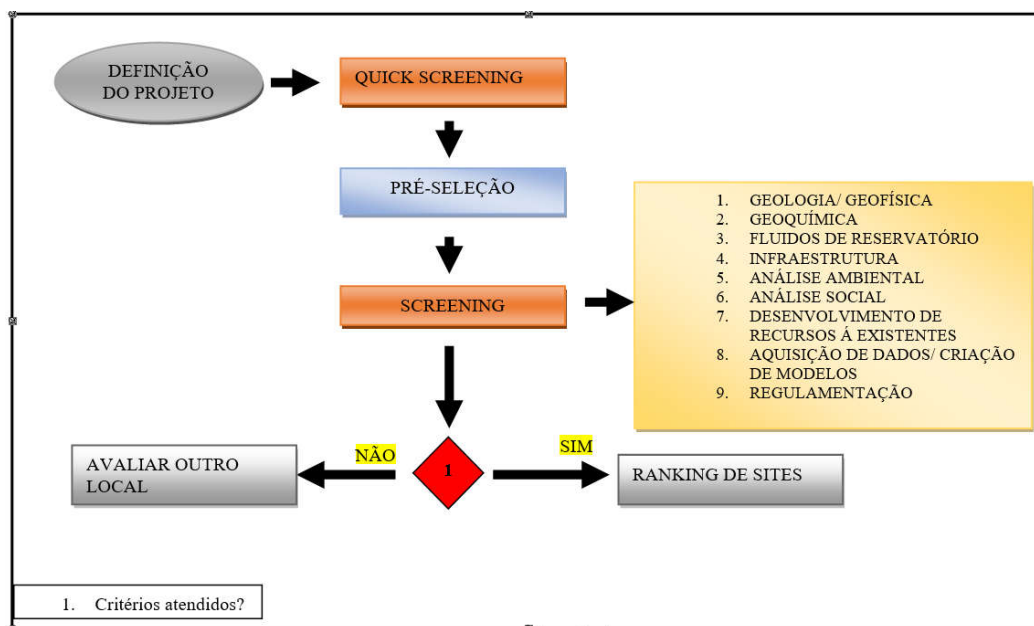 DEFINIÇÃO
DO PROJETO
QUICK SCREENING
PRÉ-SELEÇÃO
SCREENING
1. GEOLOGIA/ GEOFÍSICA
2. GEOQUÍMICA
3. FLUIDOS DE RESERVATÓRIO
4. INFRAESTRUTURA
5. ANÁLISE AMBIENTAL
6. ANÁLISE SOCIAL
7. DESENVOLVIMENTO DE
RECURSOS Á EXISTENTES
8. AQUISIÇÃO DE DADOS/ CRIAÇÃO
DE MODELOS
9. REGULAMENTAÇÃO
NÃO
SIM
AVALIAR OUTRO
LOCAL
1
RANKING DE SITES
1. Critérios atendidos?